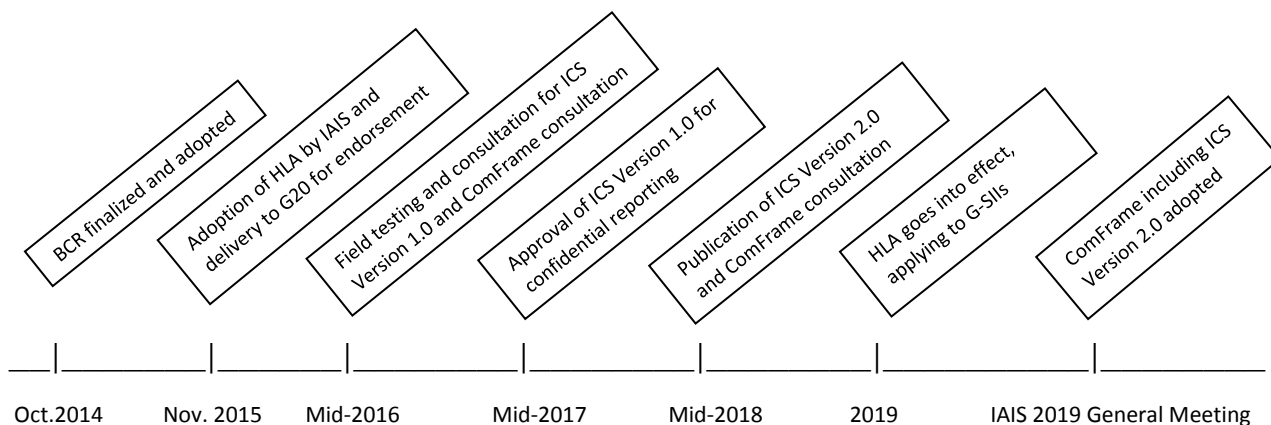 BCR finalized and adopted
Adoption of HLA by IAIS and
delivery to G20 for endorsement
Field testing and consultation for ICS
Version 1.0 and ComFrame consultation
Approval of ICS Version 1.0 for
confidential reporting
Publication of ICS Version 2.0
and ComFrame consultation
HLA goes into effect,
applying to G-SIIs
ComFrame including ICS
Version 2.0 adopted
Oct.2014
Nov. 2015
Mid-2016
Mid-2017
Mid-2018
2019
IAIS 2019 General Meeting